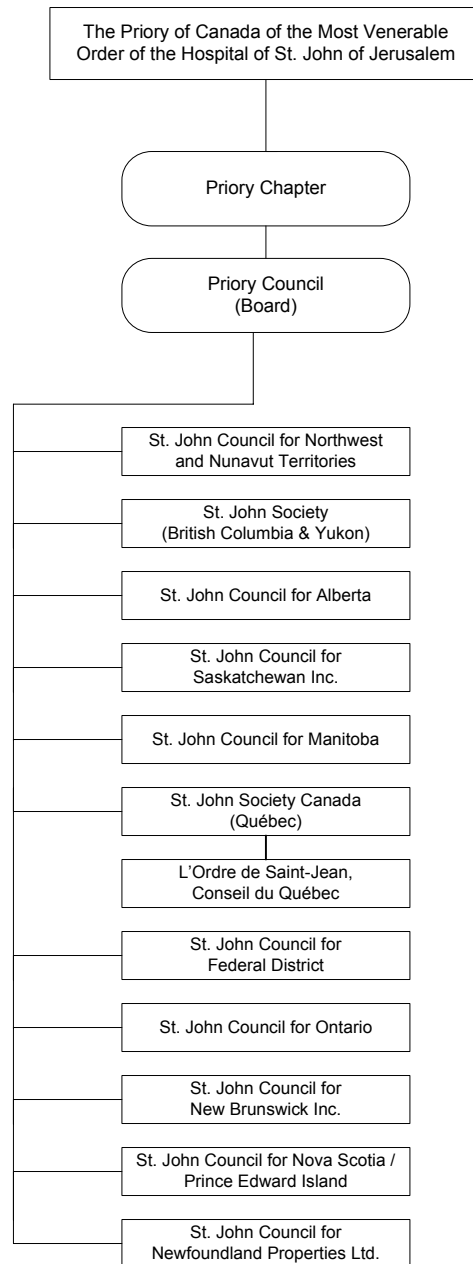 The Priory of Canada of the Most Venerable
Order of the Hospital of St. John of Jerusalem
Priory Chapter
Priory Council
(Board)
St. John Council for Northwest
and Nunavut Territories
St. John Society
(British Columbia & Yukon)
St. John Council for Alberta
St. John Council for
Saskatchewan Inc.
St. John Council for Manitoba
St. John Society Canada
(Québec)
L'Ordre de Saint-Jean,
Conseil du Québec
St. John Council for
Federal District
St. John Council for Ontario
St. John Council for
New Brunswick Inc.
St. John Council for Nova Scotia /
Prince Edward Island
St. John Council for
Newfoundland Properties Ltd.